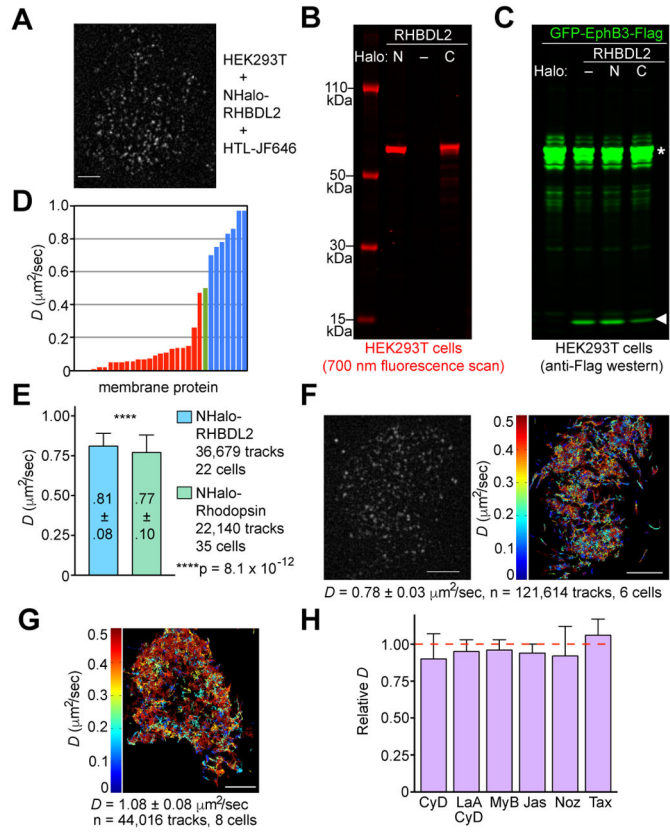 A
HEK293T
+
NHalo-
RHBDL2
+
HTL-JF646
B
RHBDL2
Halo: N – C
110
kDa
50
kDa
30
kDa
15
kDa
HEK293T cells
(700 nm fluorescence scan)
C
GFP-EphB3-Flag
RHBDL2
Halo: – N C
*
HEK293T cells
(anti-Flag western)
D
D (μm²/sec)
1.0
0.8
0.6
0.4
0.2
0
membrane protein
E
D (μm²/sec)
1.00
0.75
0.50
0.25
0
****
.81
±
.08
.77
±
.10
NHalo-
RHBDL2
36,679 tracks
22 cells
NHalo-
Rhodopsin
22,140 tracks
35 cells
****p = 8.1 x 10⁻¹²
F
D (μm²/sec)
0.5
0.4
0.3
0.2
0.1
0
D = 0.78 ± 0.03 μm²/sec, n = 121,614 tracks, 6 cells
G
D (μm²/sec)
0.5
0.4
0.3
0.2
0.1
0
D = 1.08 ± 0.08 μm²/sec
n = 44,016 tracks, 8 cells
H
Relative D
1.00
0.75
0.50
0.25
0
CyD LaA MyB Jas Noz Tax
CyD